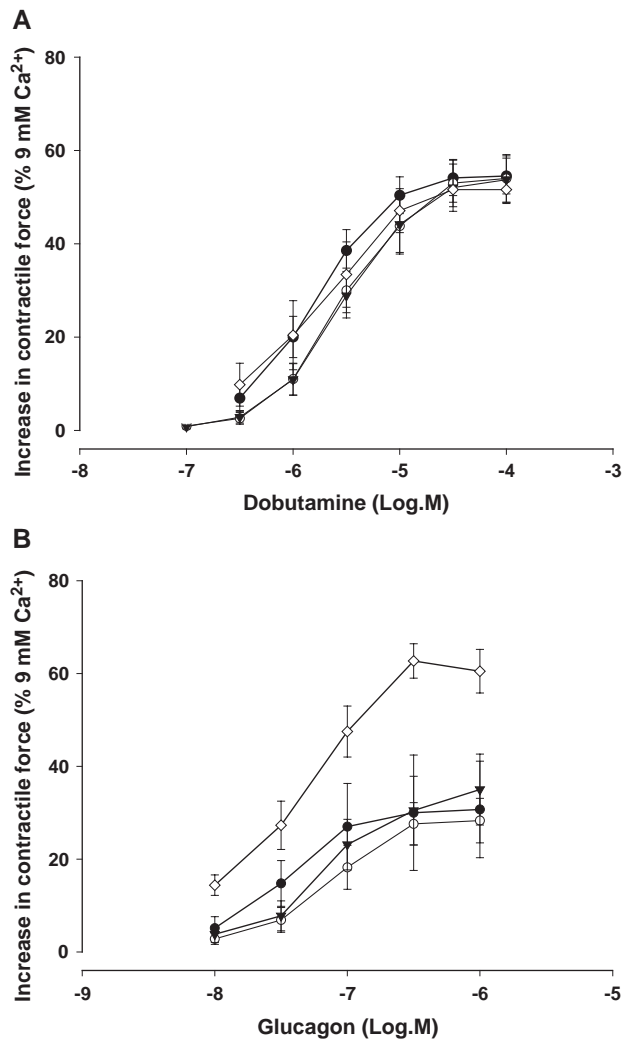 A
Increase in contractile force (% 9 mM Ca²⁺)
80
60
40
20
0
-8 -7 -6 -5 -4 -3
Dobutamine (Log.M)
B
Increase in contractile force (% 9 mM Ca²⁺)
80
60
40
20
0
-9 -8 -7 -6 -5
Glucagon (Log.M)